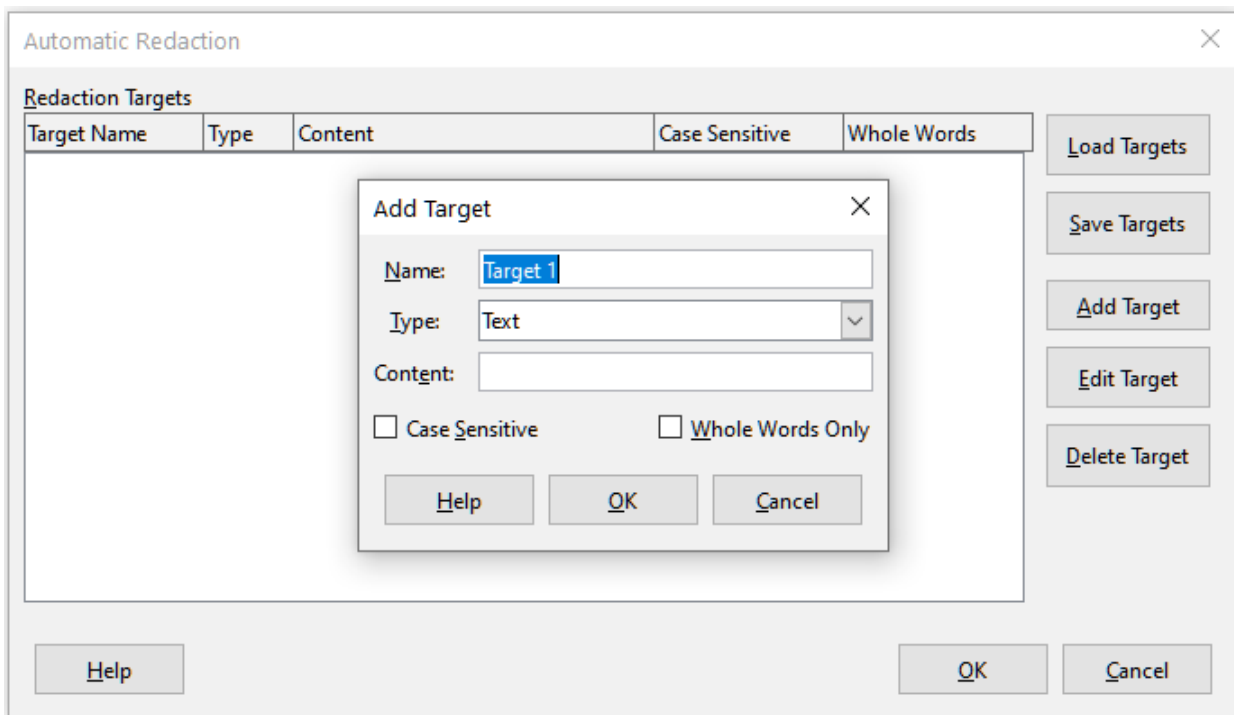 Automatic Redaction
Redaction Targets
Target Name Type Content Case Sensitive Whole Words
Load Targets
Add Target
Save Targets
Name: Target 1
Type: Text
Add Target
Content:
Edit Target
Case Sensitive Whole Words Only
Delete Target
Help OK Cancel
Help OK Cancel